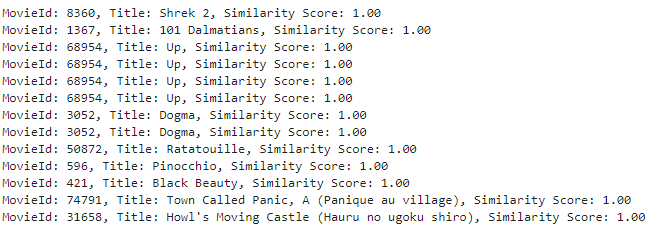 MovieId: 8360, Title: Shrek 2, Similarity Score: 1.00
MovieId: 1367, Title: 101 Dalmatians, Similarity Score: 1.00
MovieId: 68954, Title: Up, Similarity Score: 1.00
MovieId: 68954, Title: Up, Similarity Score: 1.00
MovieId: 68954, Title: Up, Similarity Score: 1.00
MovieId: 68954, Title: Up, Similarity Score: 1.00
MovieId: 3052, Title: Dogma, Similarity Score: 1.00
MovieId: 3052, Title: Dogma, Similarity Score: 1.00
MovieId: 50872, Title: Ratatouille, Similarity Score: 1.00
MovieId: 596, Title: Pinocchio, Similarity Score: 1.00
MovieId: 421, Title: Black Beauty, Similarity Score: 1.00
MovieId: 74791, Title: Town Called Panic, A (Panique au village), Similarity Score: 1.00
MovieId: 31658, Title: Howl's Moving Castle (Hauru no ugoku shiro), Similarity Score: 1.00